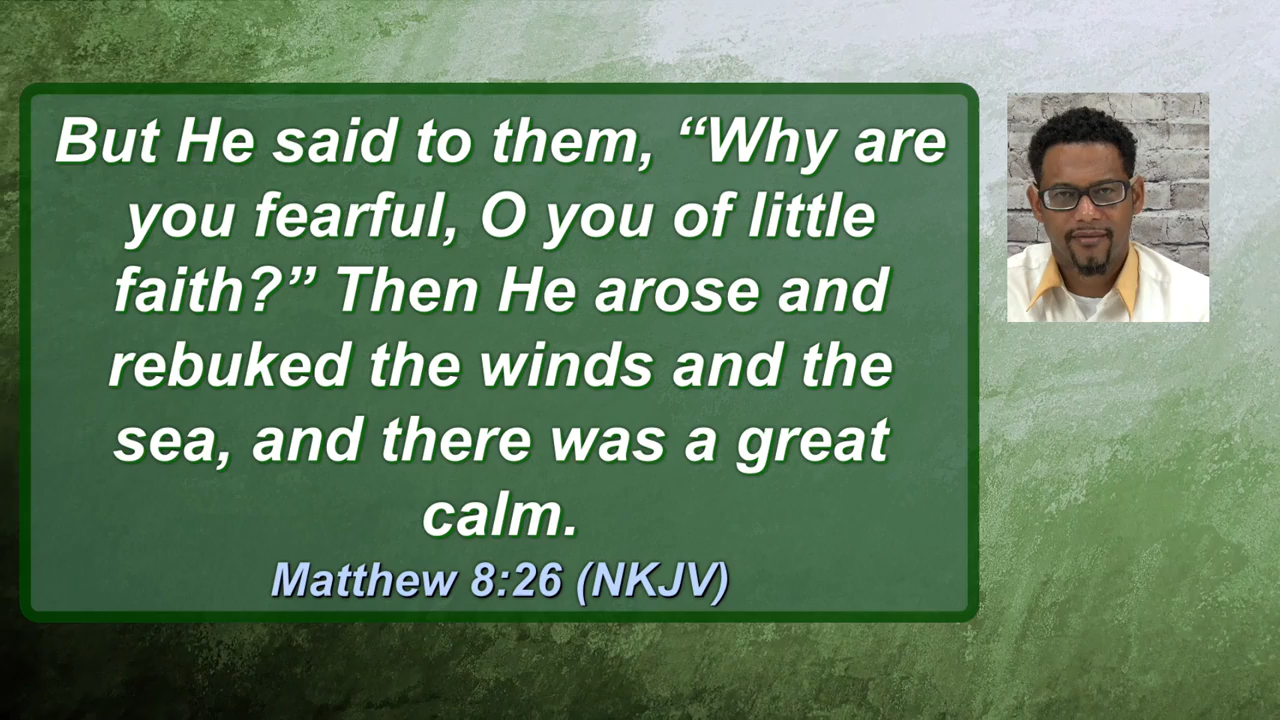 But He said to them, “Why are
you fearful, O you of little
faith?” Then He arose and
rebuked the winds and the
sea, and there was a great
calm.
Matthew 8:26 (NKJV)